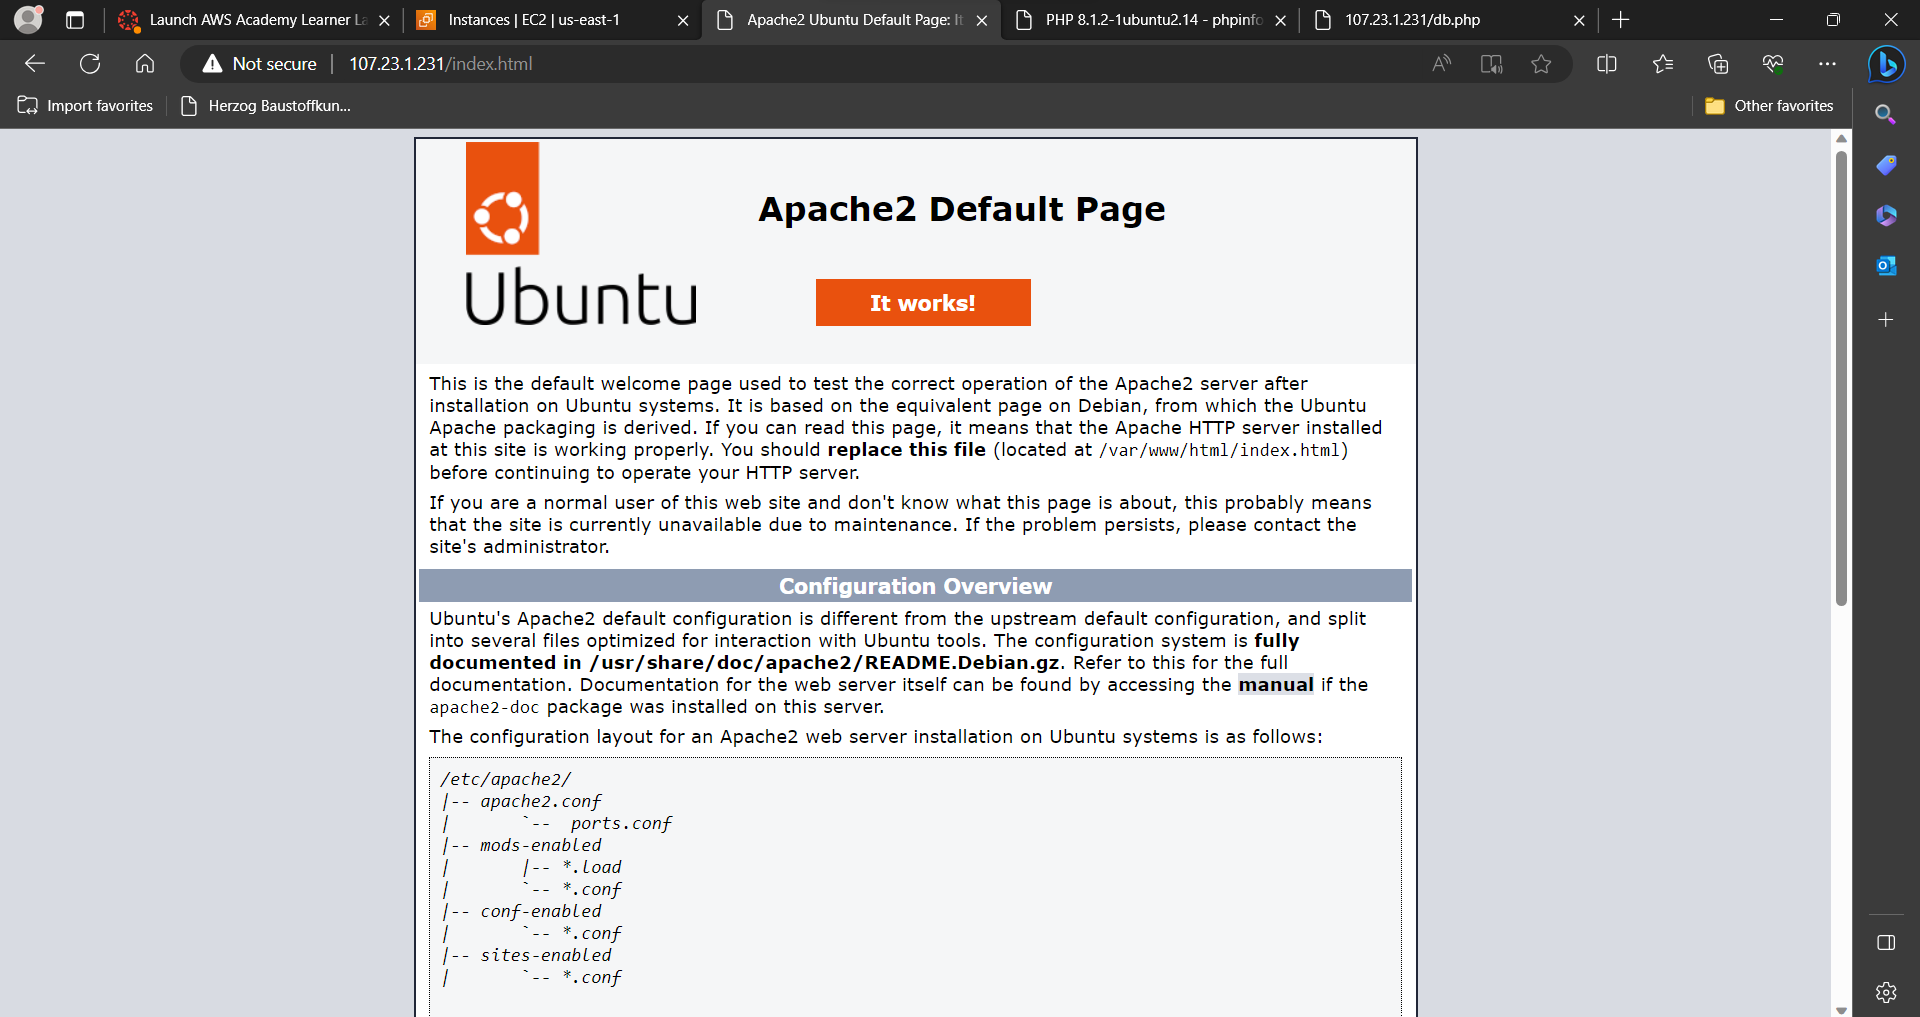 Launch AWS Academy Learner La
Instances | EC2 | us-east-1
Apache2 Ubuntu Default Page: It
PHP 8.1.2-1ubuntu2.14 - phpinfo
107.23.1.231/db.php
Not secure
107.23.1.231/index.html
Import favorites
Herzog Baustoffkun...
Other favorites
Apache2 Default Page
Ubuntu
It works!
This is the default welcome page used to test the correct operation of the Apache2 server after
installation on Ubuntu systems. It is based on the equivalent page on Debian, from which the Ubuntu
Apache packaging is derived. If you can read this page, it means that the Apache HTTP server installed
at this site is working properly. You should replace this file (located at /var/www/html/index.html)
before continuing to operate your HTTP server.
If you are a normal user of this web site and don't know what this page is about, this probably means
that the site is currently unavailable due to maintenance. If the problem persists, please contact the
site's administrator.
Configuration Overview
Ubuntu's Apache2 default configuration is different from the upstream default configuration, and split
into several files optimized for interaction with Ubuntu tools. The configuration system is fully
documented in /usr/share/doc/apache2/README.Debian.gz. Refer to this for the full
documentation. Documentation for the web server itself can be found by accessing the manual if the
apache2-doc package was installed on this server.
The configuration layout for an Apache2 web server installation on Ubuntu systems is as follows:
/etc/apache2/
|-- apache2.conf
|       `--  ports.conf
|-- mods-enabled
|       |-- *.load
|       `-- *.conf
|-- conf-enabled
|       `-- *.conf
|-- sites-enabled
|       `-- *.conf